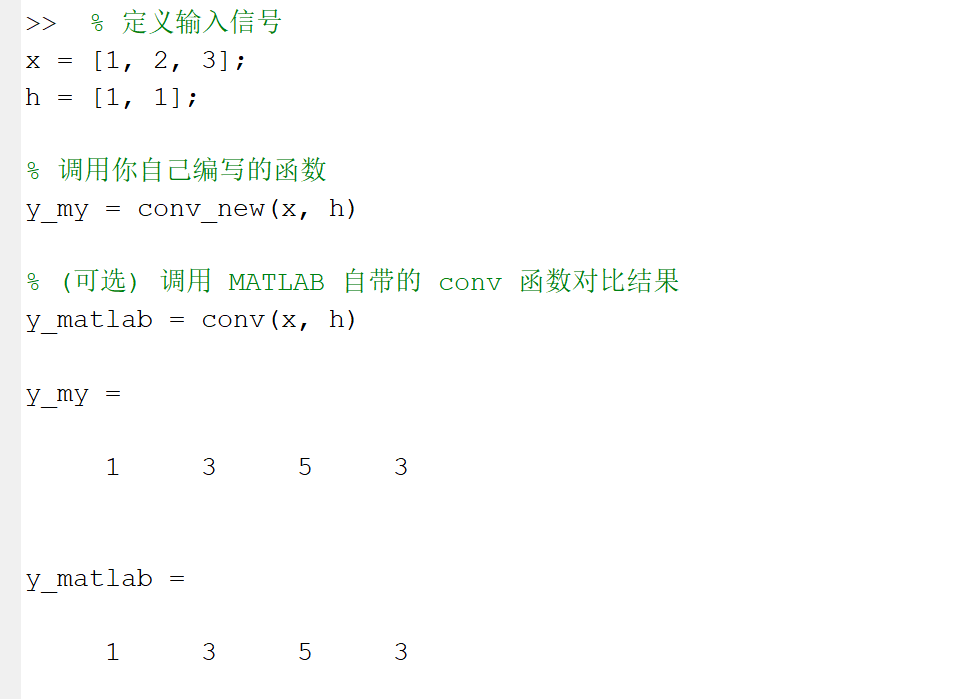 >>  % 定义输入信号
x = [1, 2, 3];
h = [1, 1];
% 调用你自己编写的函数
y_my = conv_new(x, h)
% (可选) 调用 MATLAB 自带的 conv 函数对比结果
y_matlab = conv(x, h)
y_my =
1     3     5     3
y_matlab =
1     3     5     3